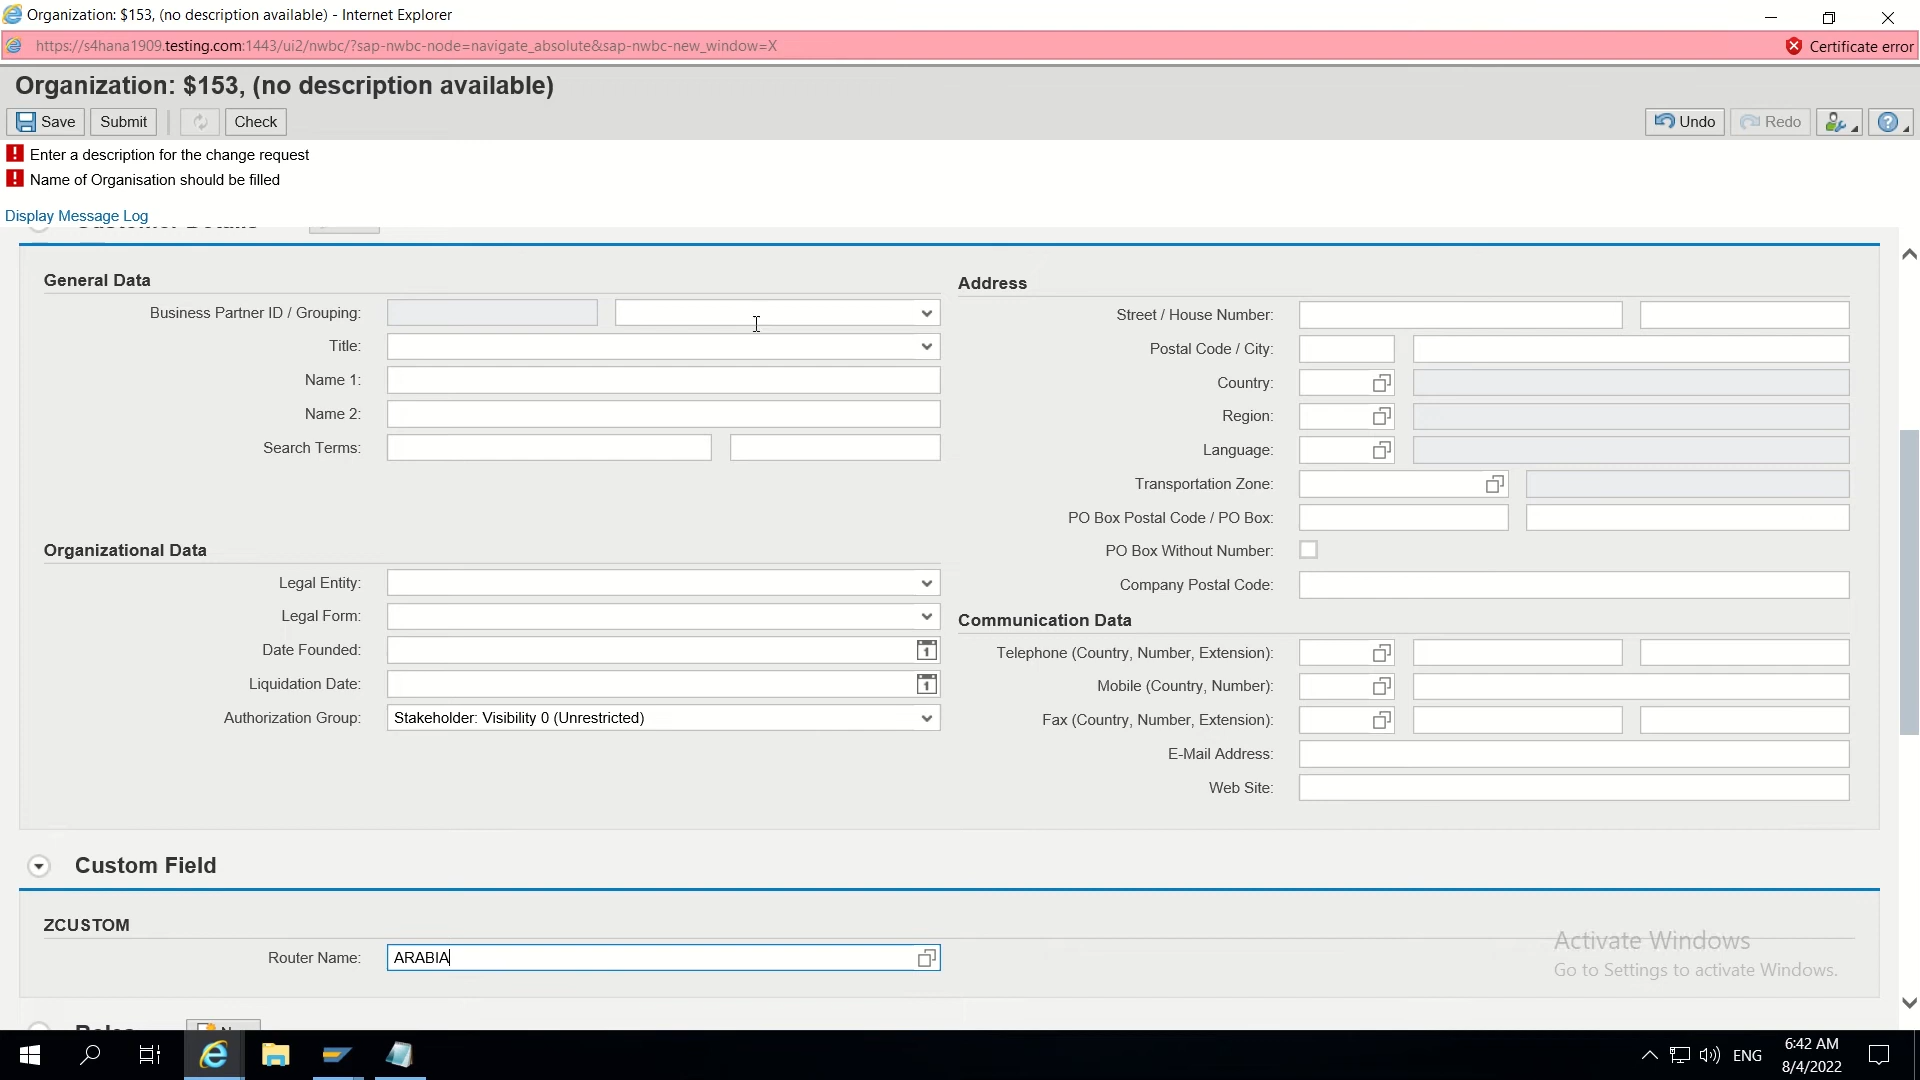 Organization: $153, (no description available) - Internet Explorer
https://s4hana1909.testing.com:1443/ui2/nwbc/?sap-nwbc-node=navigate_absolute&sap-nwbc-new_window=X
Certificate error
Organization: $153, (no description available)
Save Submit Check Undo Redo
Enter a description for the change request
Name of Organisation should be filled
Display Message Log
Customer Details
General Data
Business Partner ID / Grouping:
Title:
Name 1:
Name 2:
Search Terms:
Organizational Data
Legal Entity:
Legal Form:
Date Founded:
Liquidation Date:
Authorization Group: Stakeholder: Visibility 0 (Unrestricted)
Address
Street / House Number:
Postal Code / City:
Country:
Region:
Language:
Transportation Zone:
PO Box Postal Code / PO Box:
PO Box Without Number:
Company Postal Code:
Communication Data
Telephone (Country, Number, Extension):
Mobile (Country, Number):
Fax (Country, Number, Extension):
E-Mail Address:
Web Site:
Custom Field
ZCUSTOM
Router Name: ARABIA
Activate Windows
Go to Settings to activate Windows.
Roles
ENG
6:42 AM
8/4/2022